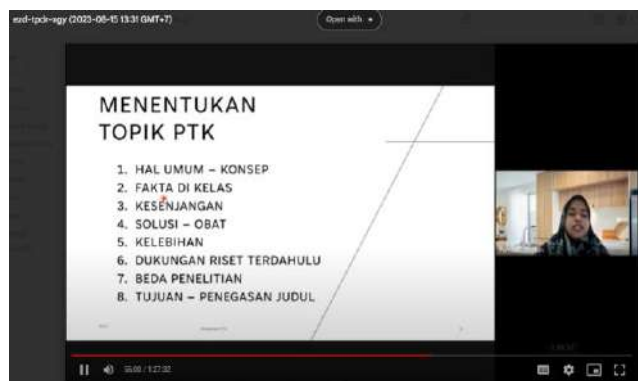 ezd-tpdr-agy (2023-08-15 13:31 GMT+7)
Open with
MENENTUKAN
TOPIK PTK
1. HAL UMUM – KONSEP
2. FAKTA DI KELAS
3. KESENJANGAN
4. SOLUSI – OBAT
5. KELEBIHAN
6. DUKUNGAN RISET TERDAHULU
7. BEDA PENELITIAN
8. TUJUAN – PENEGASAN JUDUL